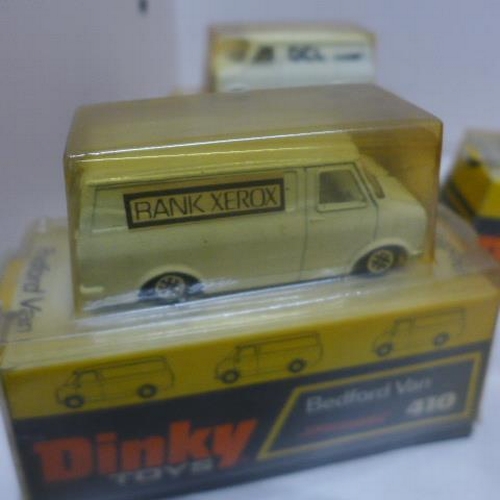 RANK XEROX
Bedford Van
Bedford Van
410
Dinky
TOYS